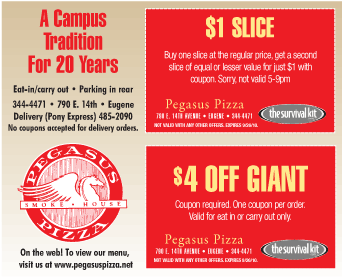 A Campus
Tradition
For 20 Years
Eat-in/carry out • Parking in rear
344-4471 • 790 E. 14th • Eugene
Delivery (Pony Express) 485-2090
No coupons accepted for delivery orders.
PEGASUS
SMOKE • HOUSE
PIZZA
On the web! To view our menu,
visit us at www.pegasuspizza.net
$1 SLICE
Buy one slice at the regular price, get a second
slice of equal or lesser value for just $1 with
coupon. Sorry, not valid 5-9pm
Pegasus Pizza
790 E. 14TH AVENUE • EUGENE • 344-4471
NOT VALID WITH ANY OTHER OFFERS. EXPIRES
the survival kit
$4 OFF GIANT
Coupon required. One coupon per order.
Valid for eat in or carry out only.
Pegasus Pizza
790 E. 14TH AVENUE • EUGENE • 344-4471
NOT VALID WITH ANY OTHER OFFERS. EXPIRES
the survival kit